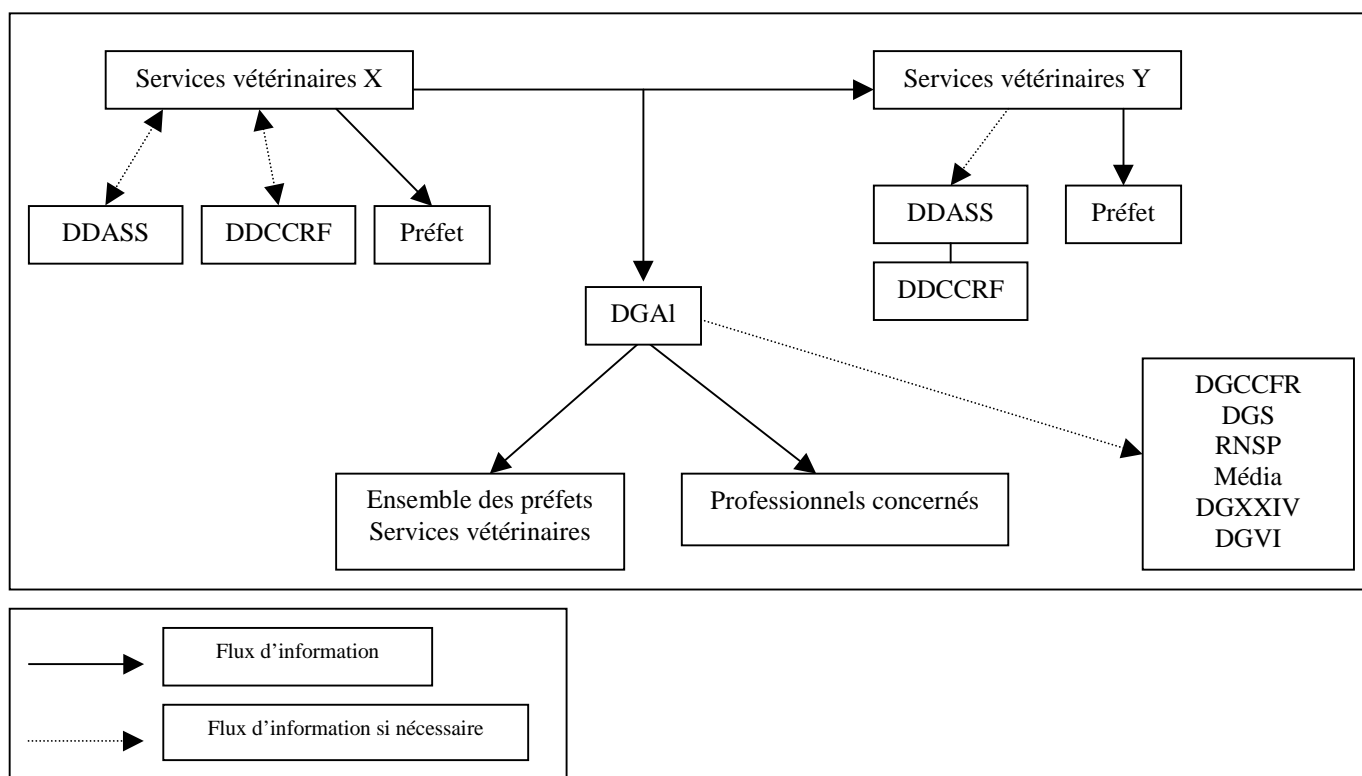 Services vétérinaires X
Services vétérinaires Y
DDASS
DDCCRF
Préfet
DDASS
Préfet
DDCCRF
DGAl
DGCCFR
DGS
RNSP
Média
DGXXIV
DGVI
Ensemble des préfets
Services vétérinaires
Professionnels concernés
Flux d’information
Flux d’information si nécessaire